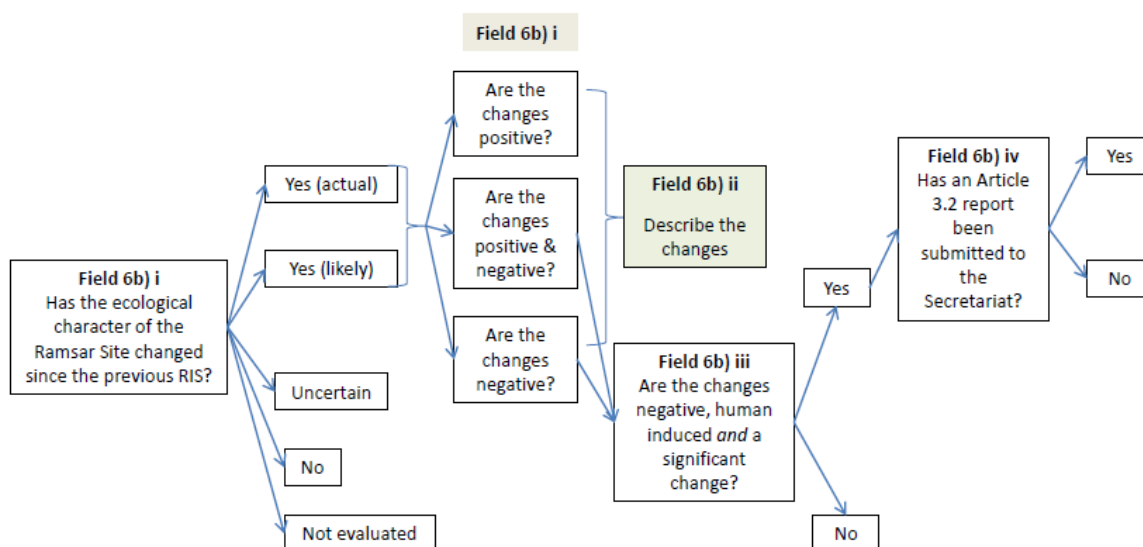 Field 6b) i
Has the ecological
character of the
Ramsar Site changed
since the previous RIS?
Yes (actual)
Yes (likely)
Uncertain
No
Not evaluated
Field 6b) i
Are the
changes
positive?
Are the
changes
positive &
negative?
Are the
changes
negative?
Field 6b) ii
Describe the
changes
Field 6b) iii
Are the changes
negative, human
induced and a
significant
change?
Yes
No
Field 6b) iv
Has an Article
3.2 report
been
submitted to
the
Secretariat?
Yes
No